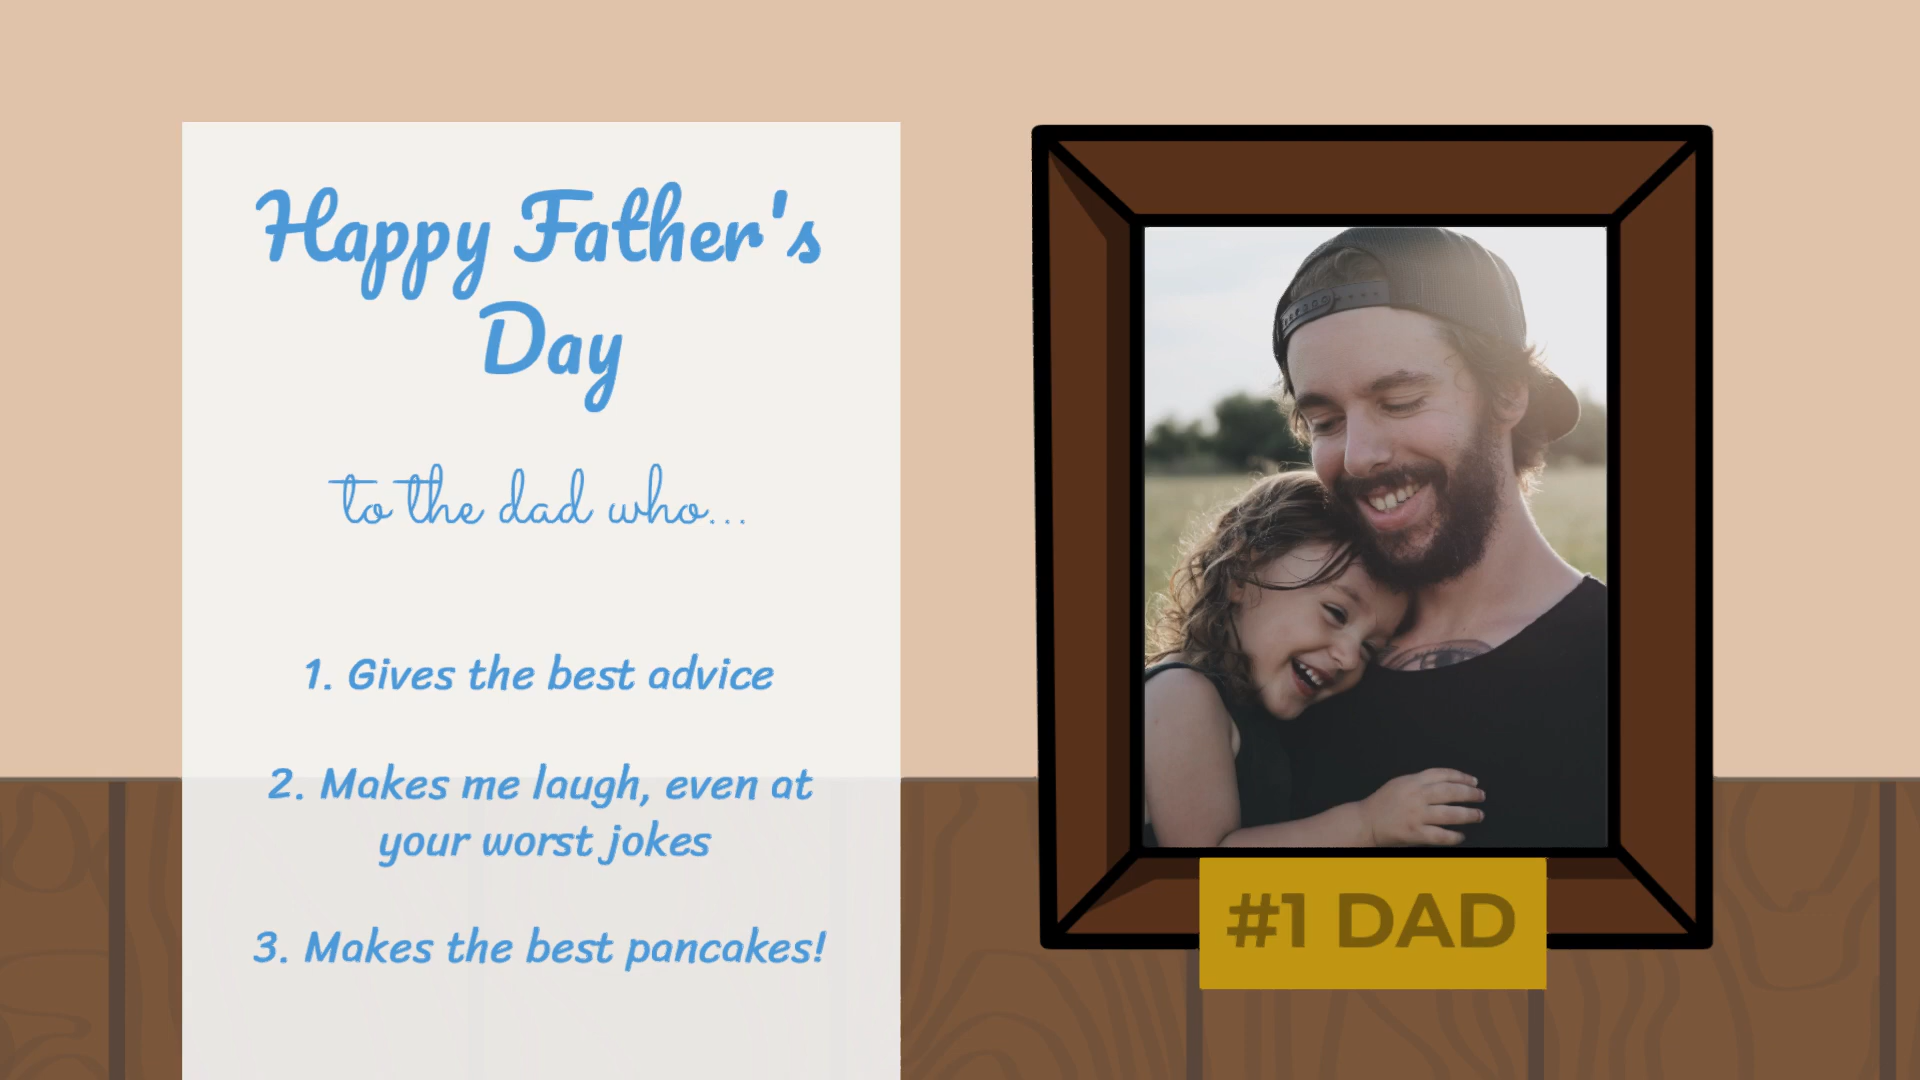 Happy Father's
Day
to the dad who...
1. Gives the best advice
2. Makes me laugh, even at
your worst jokes
3. Makes the best pancakes!
#1 DAD